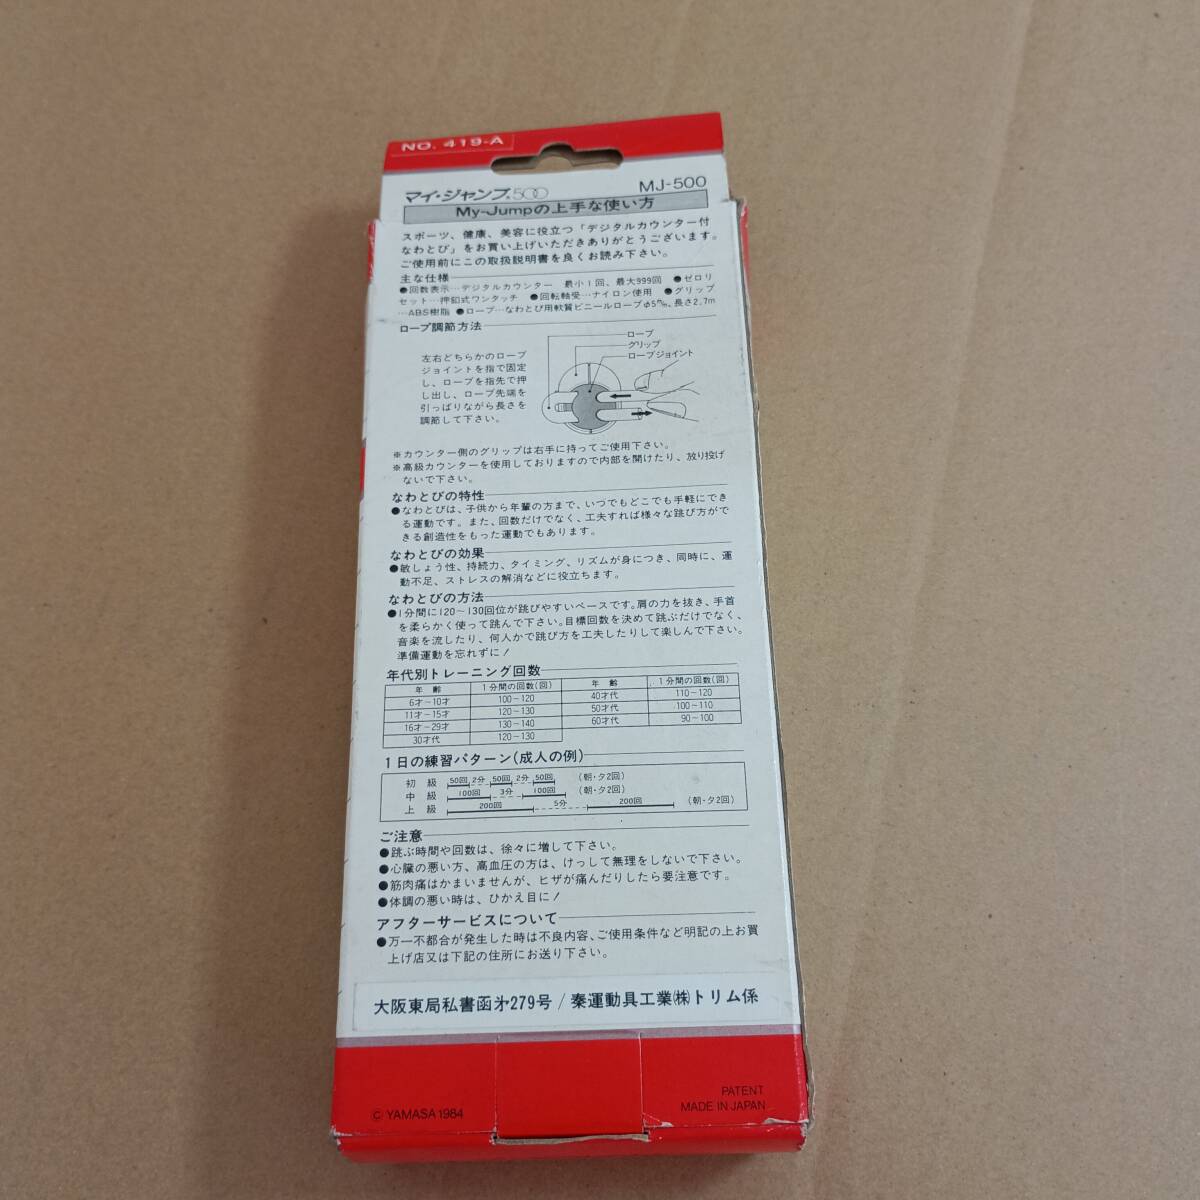 NO. 419-A
マイ・ジャンプ500
MJ-500
My-Jumpの上手な使い方
スポーツ、健康、美容に役立つ「デジタルカウンター付
なわとび」をお買い上げいただきありがとうございます。
ご使用前にこの取扱説明書を良くお読み下さい。
主な仕様
●回数表示…デジタルカウンター 最小1回、最大999回 ●ゼロリ
セット…押釦式ワンタッチ ●回転軸受…ナイロン使用 ●グリップ
…ABS樹脂 ●ロープ…なわとび用軟質ビニールロープφ5m/m、長さ2.7m
ロープ調節方法
ロープ
グリップ
ロープジョイント
左右どちらかのロープ
ジョイントを指で固定
し、ロープを指先で押
し出し、ロープ先端を
引っぱりながら長さを
調節して下さい。
※カウンター側のグリップは右手に持ってご使用下さい。
※高級カウンターを使用しておりますので内部を開けたり、放り投げ
ないで下さい。
なわとびの特性
●なわとびは、子供から年輩の方まで、いつでもどこでも手軽にでき
る運動です。また、回数だけでなく、工夫すれば様々な跳び方がで
きる創造性をもった運動でもあります。
なわとびの効果
●敏しょう性、持続力、タイミング、リズムが身につき、同時に、運
動不足、ストレスの解消などに役立ちます。
なわとびの方法
●1分間に120〜130回位が跳びやすいペースです。肩の力を抜き、手首
を柔らかく使って跳んで下さい。目標回数を決めて跳ぶだけでなく、
音楽を流したり、何人かで跳び方を工夫したりして楽しんで下さい。
準備運動を忘れずに!
年代別トレーニング回数
年 齢 1分間の回数(回) 年 齢 1分間の回数(回)
6才〜10才 100〜120 40才代 110〜120
11才〜15才 120〜130 50才代 100〜110
16才〜29才 130〜140 60才代 90〜100
30才代 120〜130
1日の練習パターン(成人の例)
初 級 50回 2分 50回 2分 50回 (朝・夕2回)
中 級 100回 3分 100回 (朝・夕2回)
上 級 200回 5分 200回 (朝・夕2回)
ご注意
●跳ぶ時間や回数は、徐々に増して下さい。
●心臓の悪い方、高血圧の方は、けっして無理をしないで下さい。
●筋肉痛はかまいませんが、ヒザが痛んだりしたら要注意です。
●体調の悪い時は、ひかえ目に!
アフターサービスについて
●万一不都合が発生した時は不良内容、ご使用条件など明記の上お買
上げ店又は下記の住所にお送り下さい。
大阪東局私書函才279号/秦運動具工業㈱トリム係
© YAMASA 1984
PATENT
MADE IN JAPAN